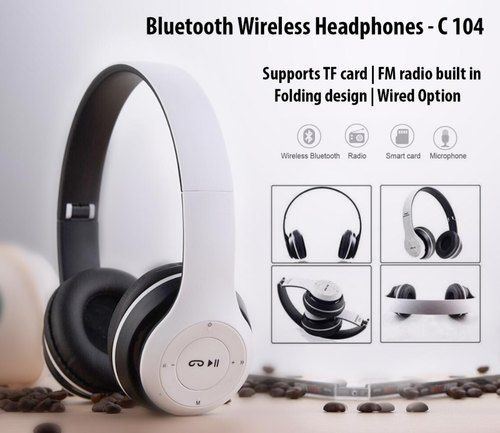 Bluetooth Wireless Headphones - C 104
Supports TF card | FM radio built in
Folding design | Wired Option
Wireless Bluetooth Radio Smart card Microphone
M